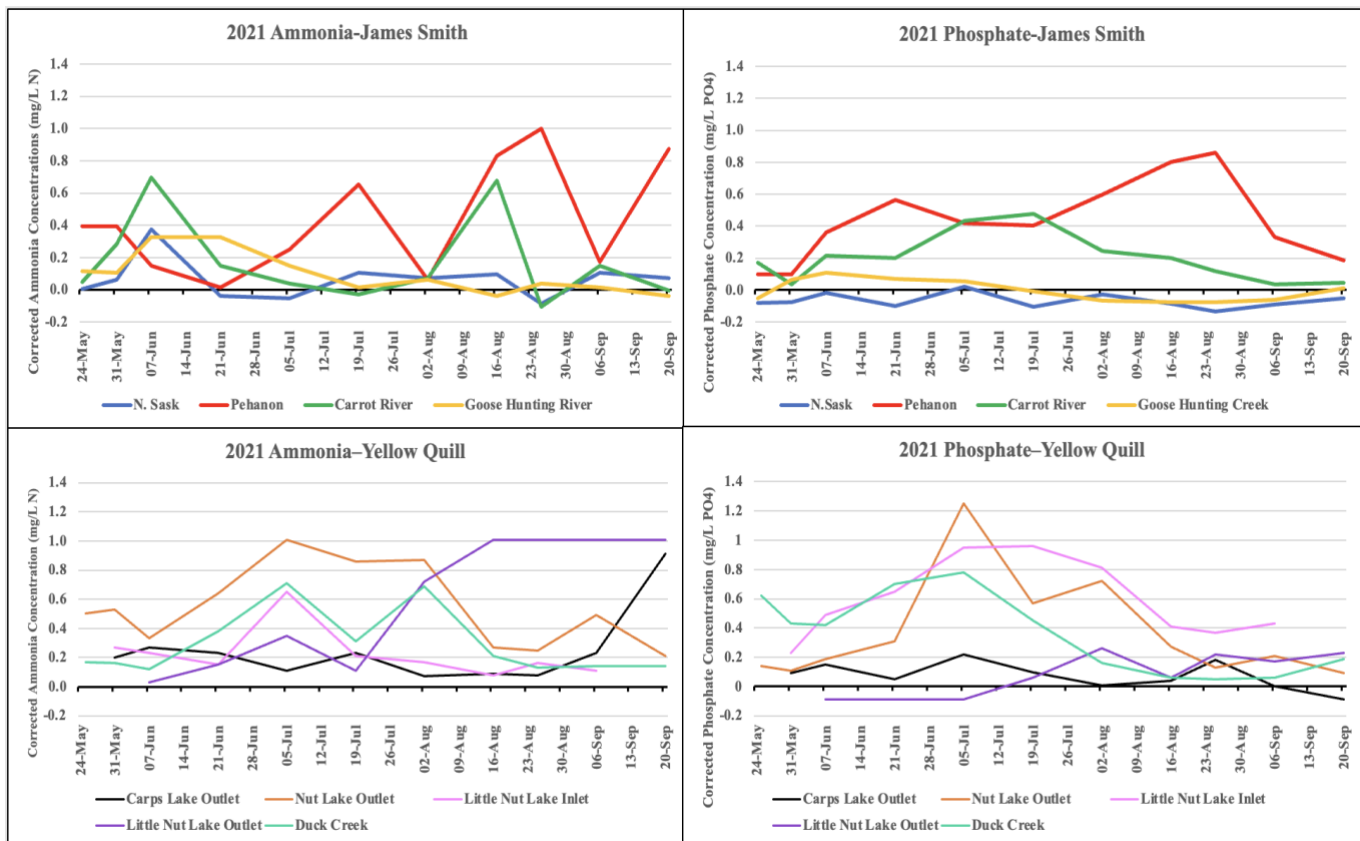 2021 Ammonia-James Smith
Corrected Ammonia Concentrations (mg/L N)
1.4
1.2
1.0
0.8
0.6
0.4
0.2
0.0
-0.2
24-May
31-May
07-Jun
14-Jun
21-Jun
28-Jun
05-Jul
12-Jul
19-Jul
26-Jul
02-Aug
09-Aug
16-Aug
23-Aug
30-Aug
06-Sep
13-Sep
20-Sep
N. Sask Pehanon Carrot River Goose Hunting River
2021 Phosphate-James Smith
Corrected Phosphate Concentration (mg/L PO4)
1.4
1.2
1.0
0.8
0.6
0.4
0.2
0.0
-0.2
24-May
31-May
07-Jun
14-Jun
21-Jun
28-Jun
05-Jul
12-Jul
19-Jul
26-Jul
02-Aug
09-Aug
16-Aug
23-Aug
30-Aug
06-Sep
13-Sep
20-Sep
N.Sask Pehanon Carrot River Goose Hunting Creek
2021 Ammonia–Yellow Quill
Corrected Ammonia Concentration (mg/L N)
1.4
1.2
1.0
0.8
0.6
0.4
0.2
0.0
-0.2
24-May
31-May
07-Jun
14-Jun
21-Jun
28-Jun
05-Jul
12-Jul
19-Jul
26-Jul
02-Aug
09-Aug
16-Aug
23-Aug
30-Aug
06-Sep
13-Sep
20-Sep
Carps Lake Outlet Nut Lake Outlet Little Nut Lake Inlet
Little Nut Lake Outlet Duck Creek
2021 Phosphate–Yellow Quill
Corrected Phosphate Concentration (mg/L PO4)
1.4
1.2
1
0.8
0.6
0.4
0.2
0
-0.2
24-May
31-May
07-Jun
14-Jun
21-Jun
28-Jun
05-Jul
12-Jul
19-Jul
26-Jul
02-Aug
09-Aug
16-Aug
23-Aug
30-Aug
06-Sep
13-Sep
20-Sep
Carps Lake Outlet Nut Lake Outlet Little Nut Lake Inlet
Little Nut Lake Outlet Duck Creek